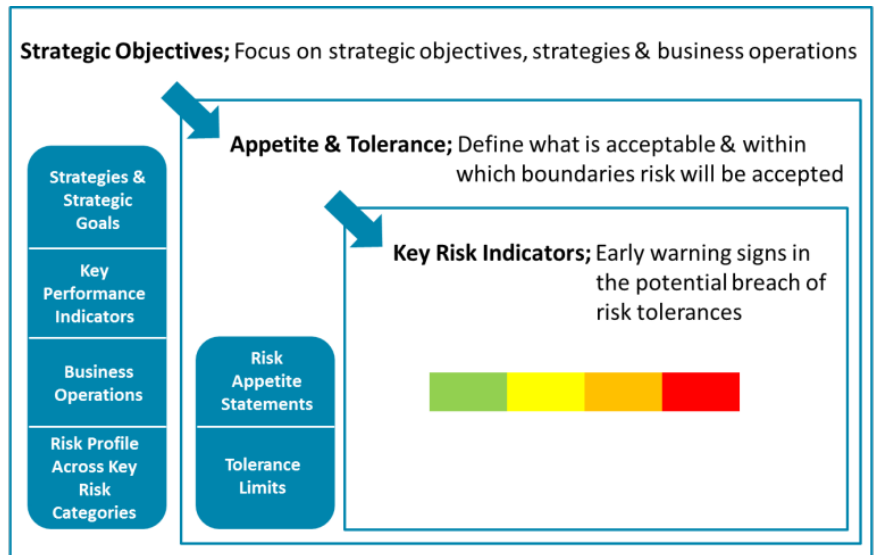 Strategic Objectives; Focus on strategic objectives, strategies & business operations
Appetite & Tolerance; Define what is acceptable & within
which boundaries risk will be accepted
Key Risk Indicators; Early warning signs in
the potential breach of
risk tolerances
Strategies &
Strategic
Goals
Key
Performance
Indicators
Business
Operations
Risk Profile
Across Key
Risk
Categories
Risk
Appetite
Statements
Tolerance
Limits